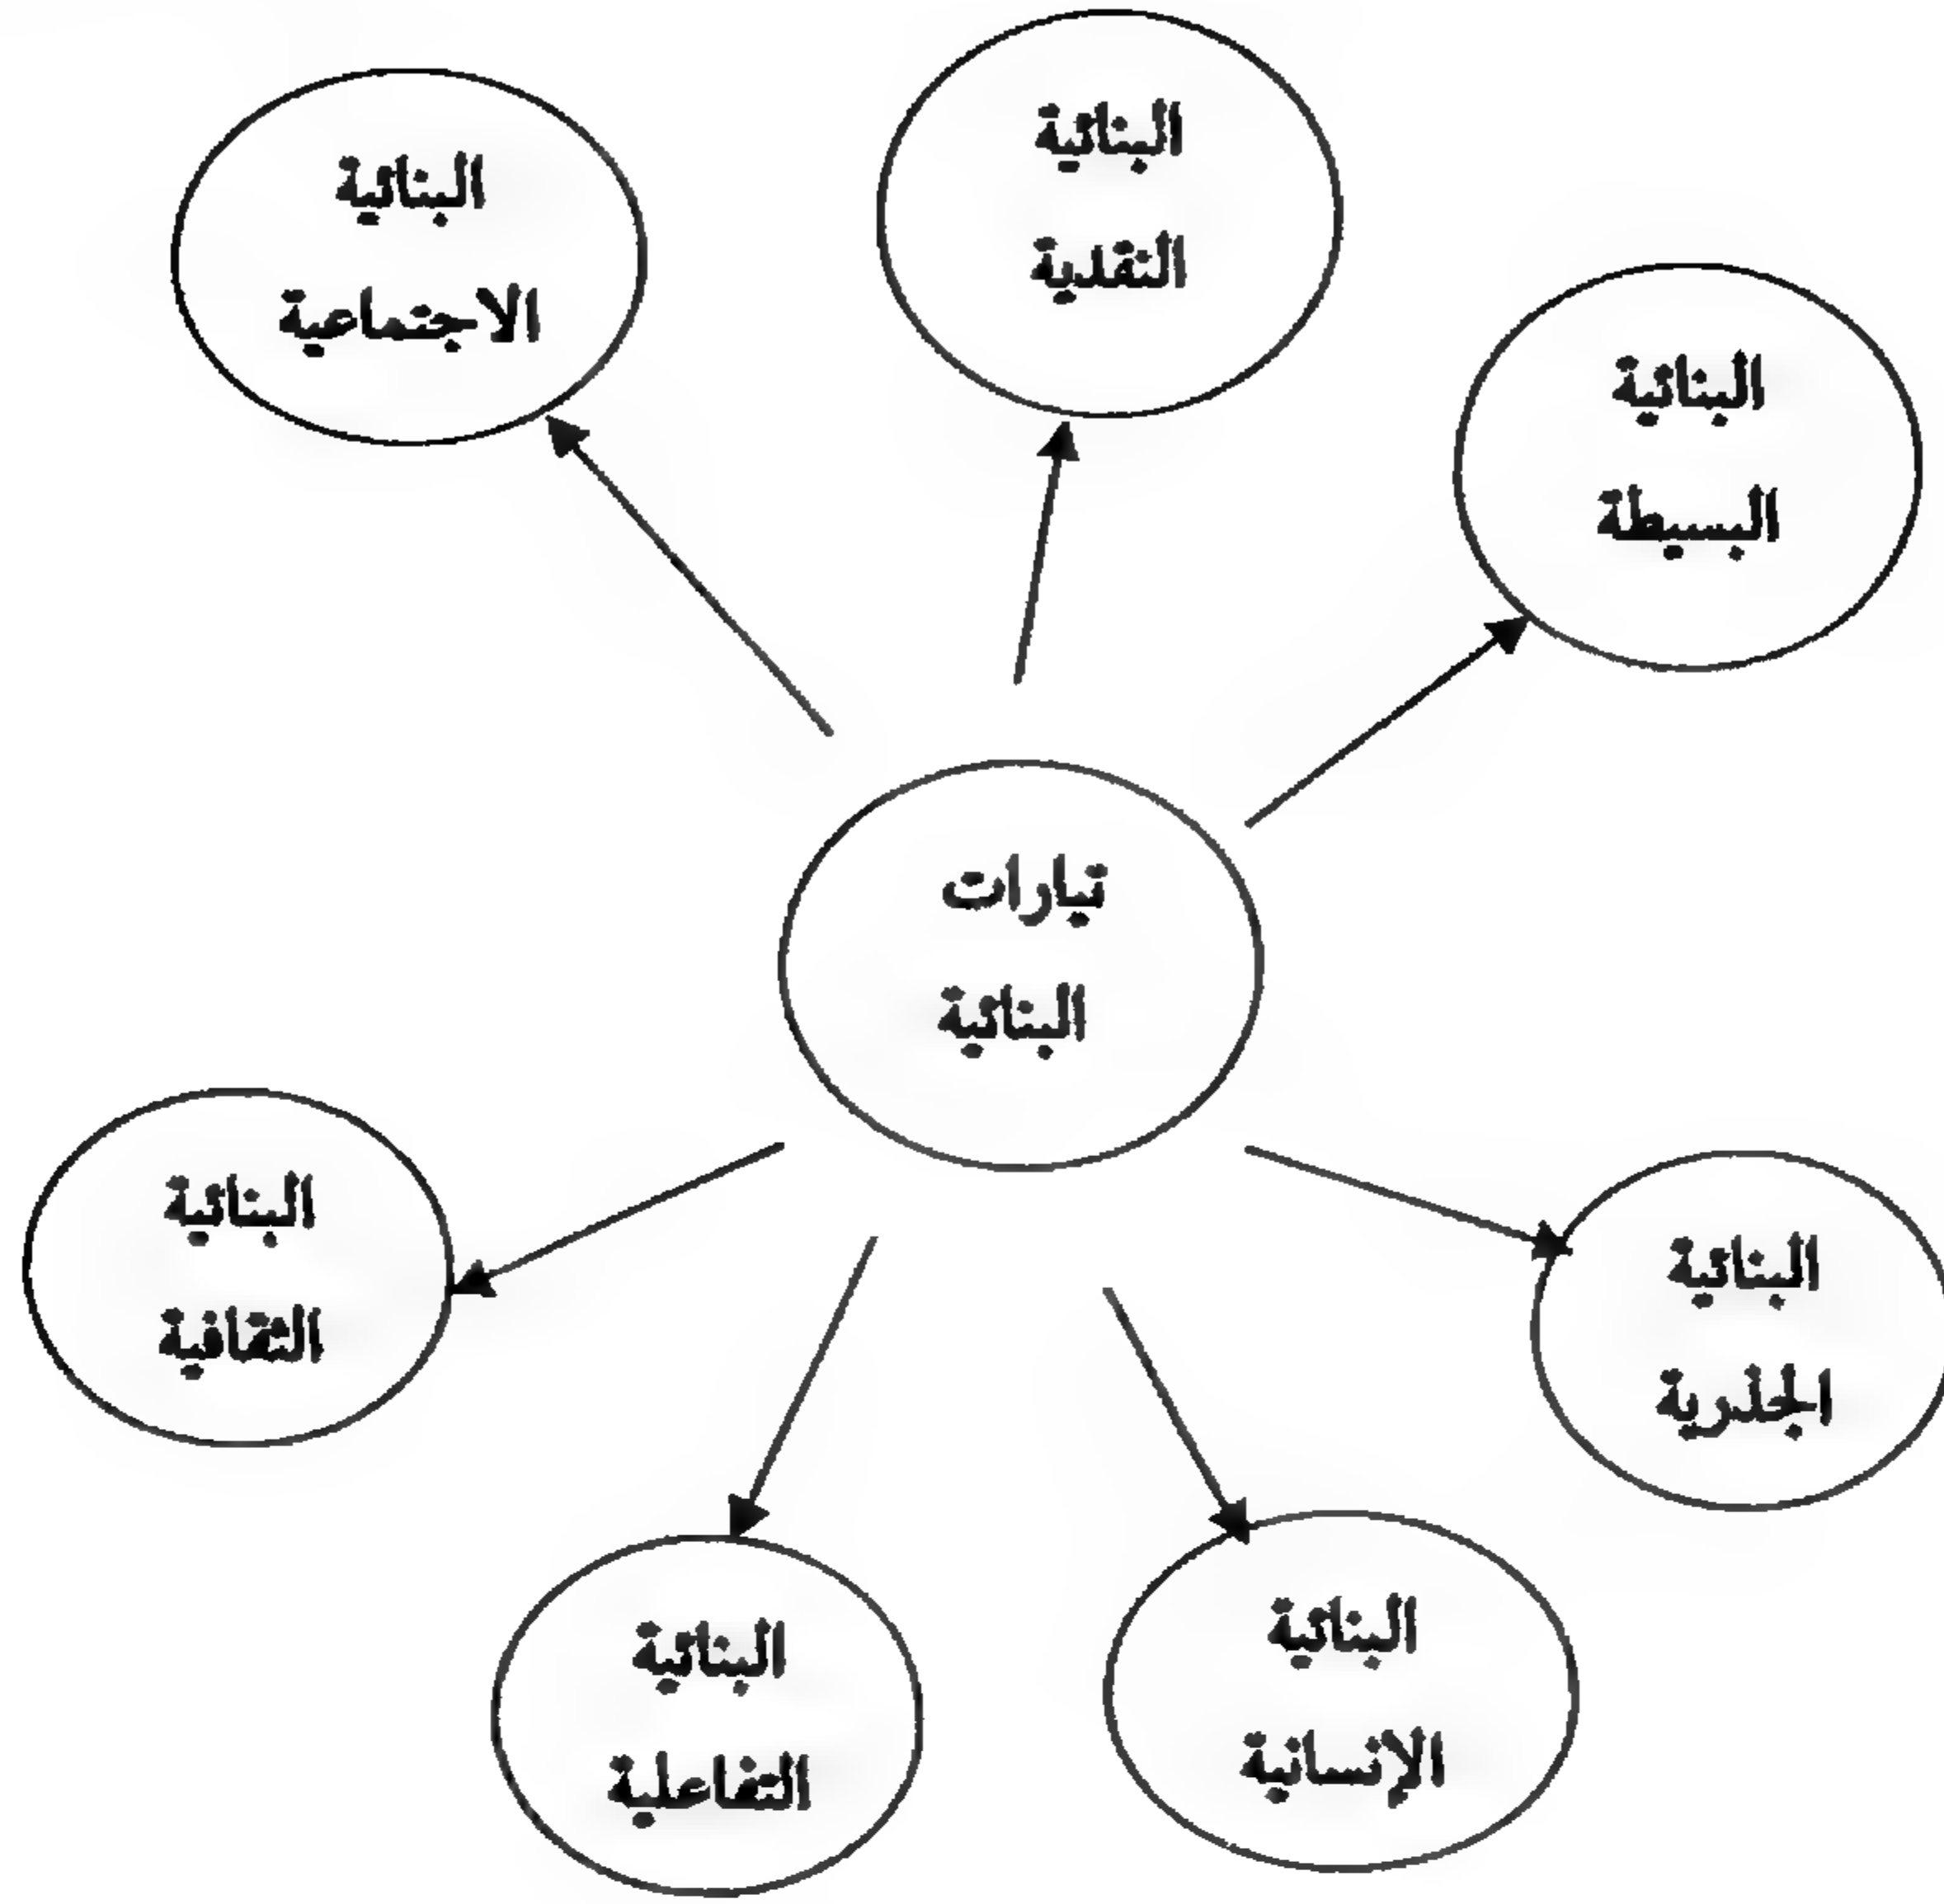 البنائية
النقدية
البنائية
الاجتماعية
البنائية
البسيطة
تيارات
البنائية
البنائية
الثقافية
البنائية
الجذرية
البنائية
الإنسانية
البنائية
التفاعلية